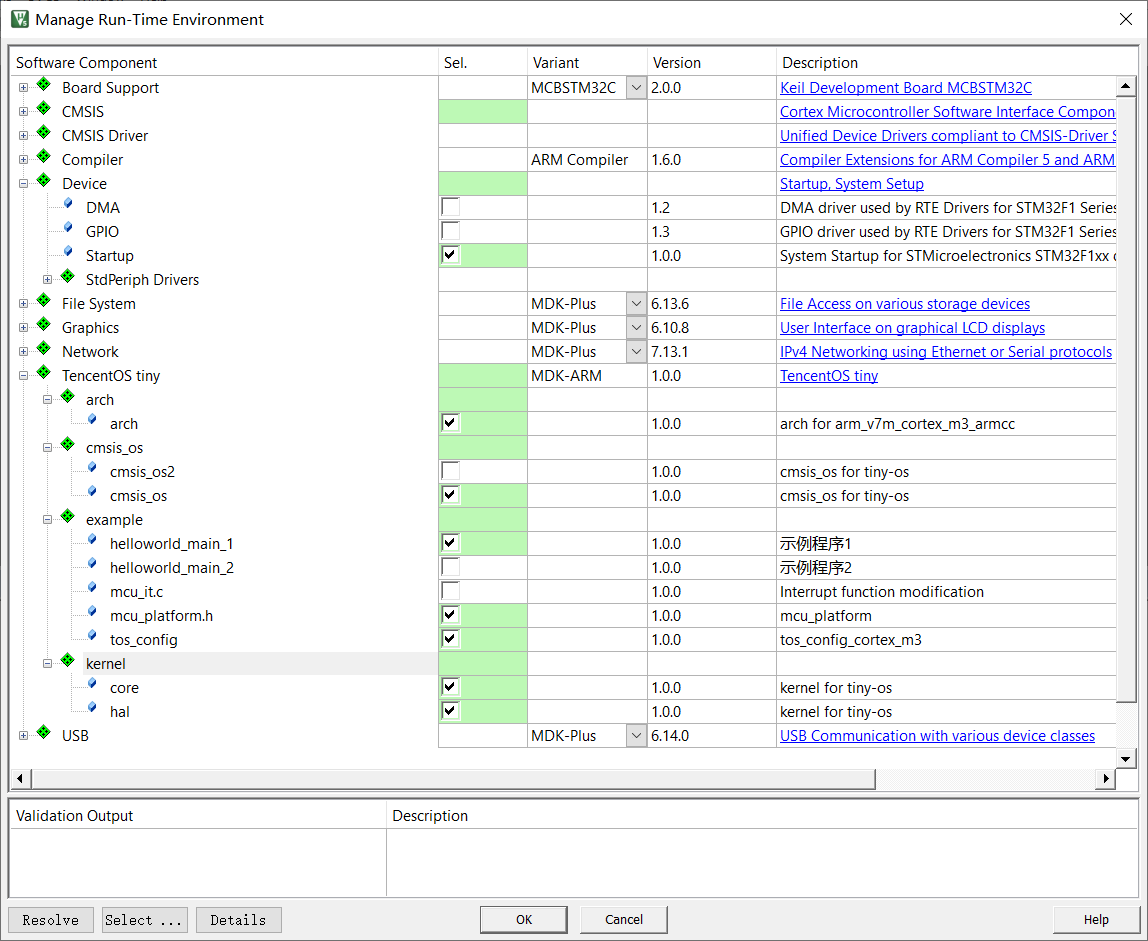 Manage Run-Time Environment
Software Component Sel. Variant Version Description
Board Support MCBSTM32C 2.0.0 Keil Development Board MCBSTM32C
CMSIS Cortex Microcontroller Software Interface Compon
CMSIS Driver Unified Device Drivers compliant to CMSIS-Driver S
Compiler ARM Compiler 1.6.0 Compiler Extensions for ARM Compiler 5 and ARM
Device Startup, System Setup
DMA 1.2 DMA driver used by RTE Drivers for STM32F1 Series
GPIO 1.3 GPIO driver used by RTE Drivers for STM32F1 Series
Startup 1.0.0 System Startup for STMicroelectronics STM32F1xx d
StdPeriph Drivers
File System MDK-Plus 6.13.6 File Access on various storage devices
Graphics MDK-Plus 6.10.8 User Interface on graphical LCD displays
Network MDK-Plus 7.13.1 IPv4 Networking using Ethernet or Serial protocols
TencentOS tiny MDK-ARM 1.0.0 TencentOS tiny
arch
arch 1.0.0 arch for arm_v7m_cortex_m3_armcc
cmsis_os
cmsis_os2 1.0.0 cmsis_os for tiny-os
cmsis_os 1.0.0 cmsis_os for tiny-os
example
helloworld_main_1 1.0.0 示例程序1
helloworld_main_2 1.0.0 示例程序2
mcu_it.c 1.0.0 Interrupt function modification
mcu_platform.h 1.0.0 mcu_platform
tos_config 1.0.0 tos_config_cortex_m3
kernel
core 1.0.0 kernel for tiny-os
hal 1.0.0 kernel for tiny-os
USB MDK-Plus 6.14.0 USB Communication with various device classes
Validation Output Description
Resolve Select ... Details OK Cancel Help